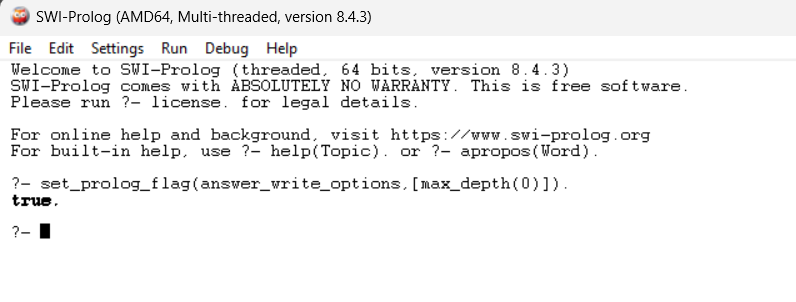 SWI-Prolog (AMD64, Multi-threaded, version 8.4.3)
File Edit Settings Run Debug Help
Welcome to SWI-Prolog (threaded, 64 bits, version 8.4.3)
SWI-Prolog comes with ABSOLUTELY NO WARRANTY. This is free software.
Please run ?- license. for legal details.
For online help and background, visit https://www.swi-prolog.org
For built-in help, use ?- help(Topic). or ?- apropos(Word).
?- set_prolog_flag(answer_write_options,[max_depth(0)]).
true.
?-